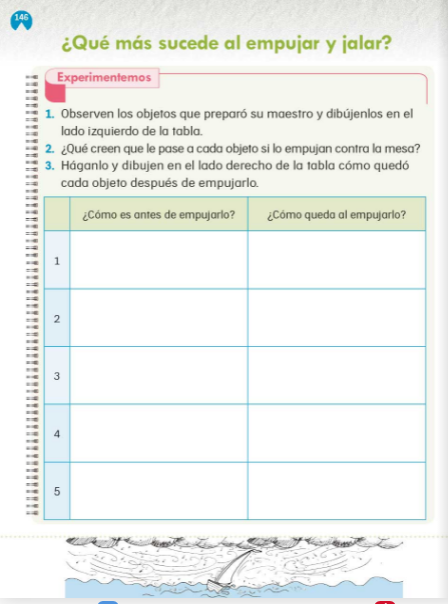 146
¿Qué más sucede al empujar y jalar?
Experimentemos
1. Observen los objetos que preparó su maestro y dibújenlos en el
lado izquierdo de la tabla.
2. ¿Qué creen que le pase a cada objeto si lo empujan contra la mesa?
3. Háganlo y dibujen en el lado derecho de la tabla cómo quedó
cada objeto después de empujarlo.
¿Cómo es antes de empujarlo? ¿Cómo queda al empujarlo?
1
2
3
4
5